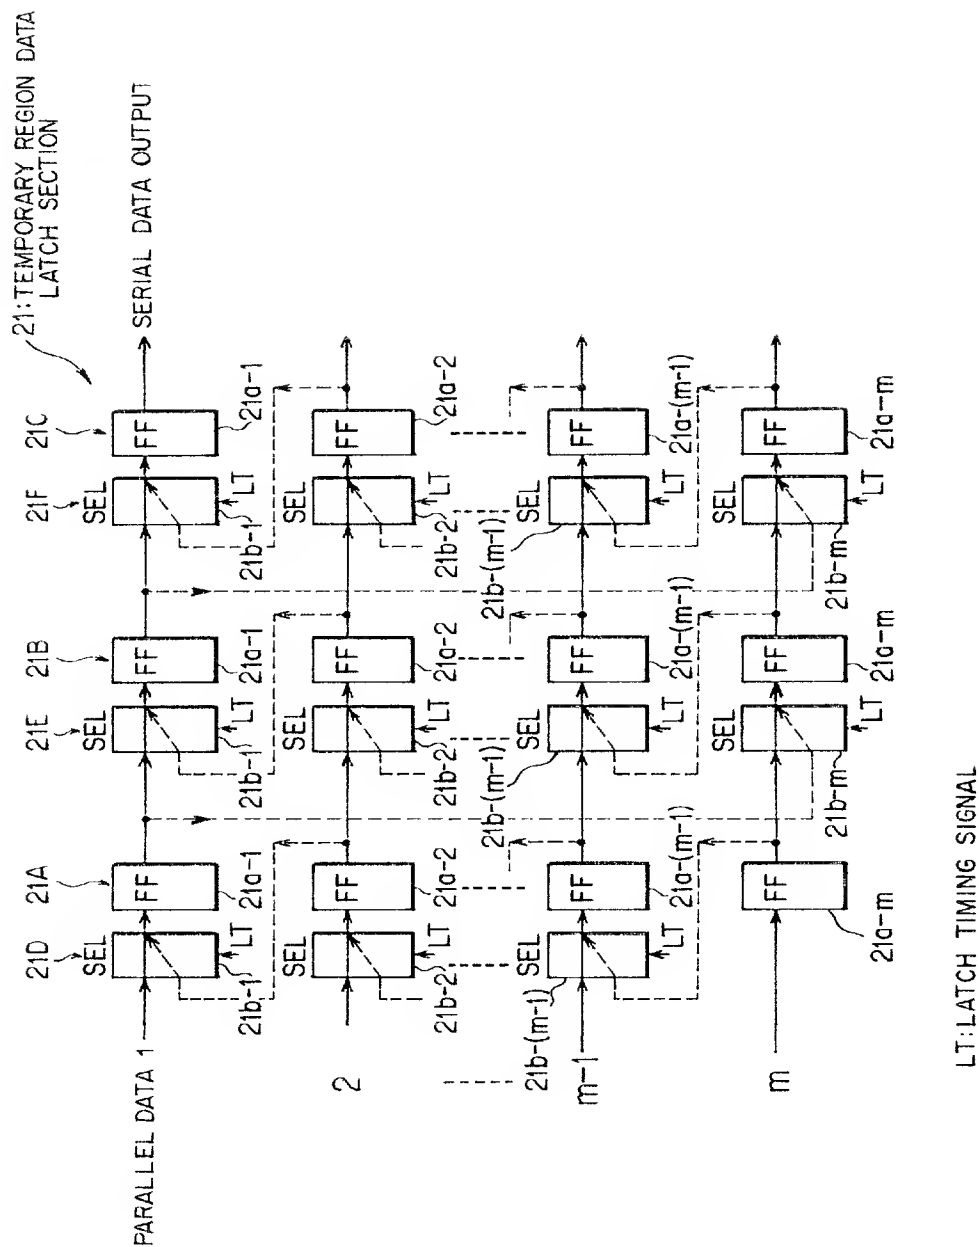 21:TEMPORARY REGION DATA
LATCH SECTION
21D
21A
21E
21B
21F
21C
PARALLEL DATA 1
SEL
FF
SEL
FF
SEL
FF
SERIAL DATA OUTPUT
LT
LT
LT
21b-1
21a-1
21b-1
21a-1
21b-1
21a-1
2
SEL
FF
SEL
FF
SEL
FF
LT
LT
LT
21b-2
21a-2
21b-2
21a-2
21b-2
21a-2
21b-(m-1)
21b-(m-1)
21b-(m-1)
m-1
SEL
FF
SEL
FF
SEL
FF
LT
LT
LT
21a-(m-1)
21a-(m-1)
21a-(m-1)
m
FF
SEL
FF
SEL
FF
LT
LT
21a-m
21b-m
21a-m
21b-m
21a-m
LT:LATCH TIMING SIGNAL